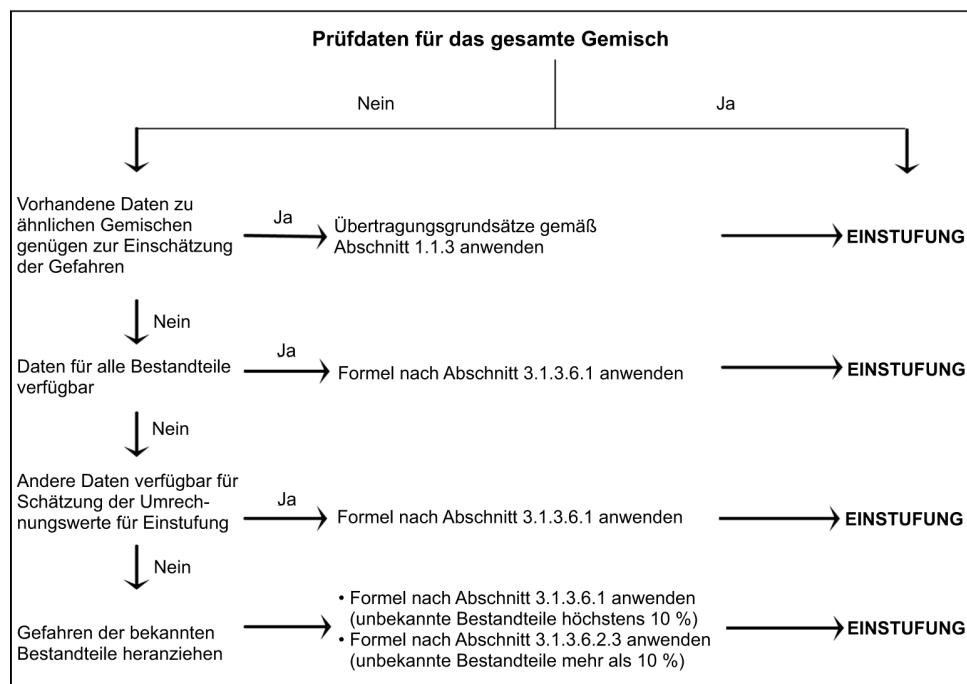 Prüfdaten für das gesamte Gemisch
Nein
Ja
Vorhandene Daten zu
ähnlichen Gemischen
genügen zur Einschätzung
der Gefahren
Ja
Übertragungsgrundsätze gemäß
Abschnitt 1.1.3 anwenden
EINSTUFUNG
Nein
Daten für alle Bestandteile
verfügbar
Ja
Formel nach Abschnitt 3.1.3.6.1 anwenden
EINSTUFUNG
Nein
Andere Daten verfügbar für
Schätzung der Umrech-
nungswerte für Einstufung
Ja
Formel nach Abschnitt 3.1.3.6.1 anwenden
EINSTUFUNG
Nein
Gefahren der bekannten
Bestandteile heranziehen
• Formel nach Abschnitt 3.1.3.6.1 anwenden
(unbekannte Bestandteile höchstens 10 %)
• Formel nach Abschnitt 3.1.3.6.2.3 anwenden
(unbekannte Bestandteile mehr als 10 %)
EINSTUFUNG